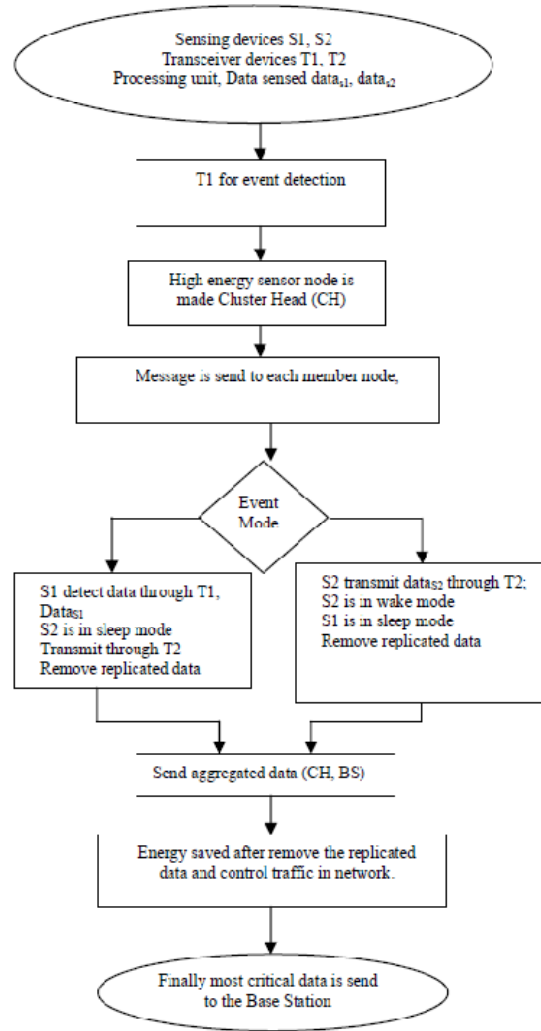 Sensing devices S1, S2
Transceiver devices T1, T2
Processing unit, Data sensed data_s1, data_s2
T1 for event detection
High energy sensor node is
made Cluster Head (CH)
Message is send to each member node,
Event
Mode
S1 detect data through T1,
Data_S1
S2 is in sleep mode
Transmit through T2
Remove replicated data
S2 transmit data_S2 through T2;
S2 is in wake mode
S1 is in sleep mode
Remove replicated data
Send aggregated data (CH, BS)
Energy saved after remove the replicated
data and control traffic in network.
Finally most critical data is send
to the Base Station